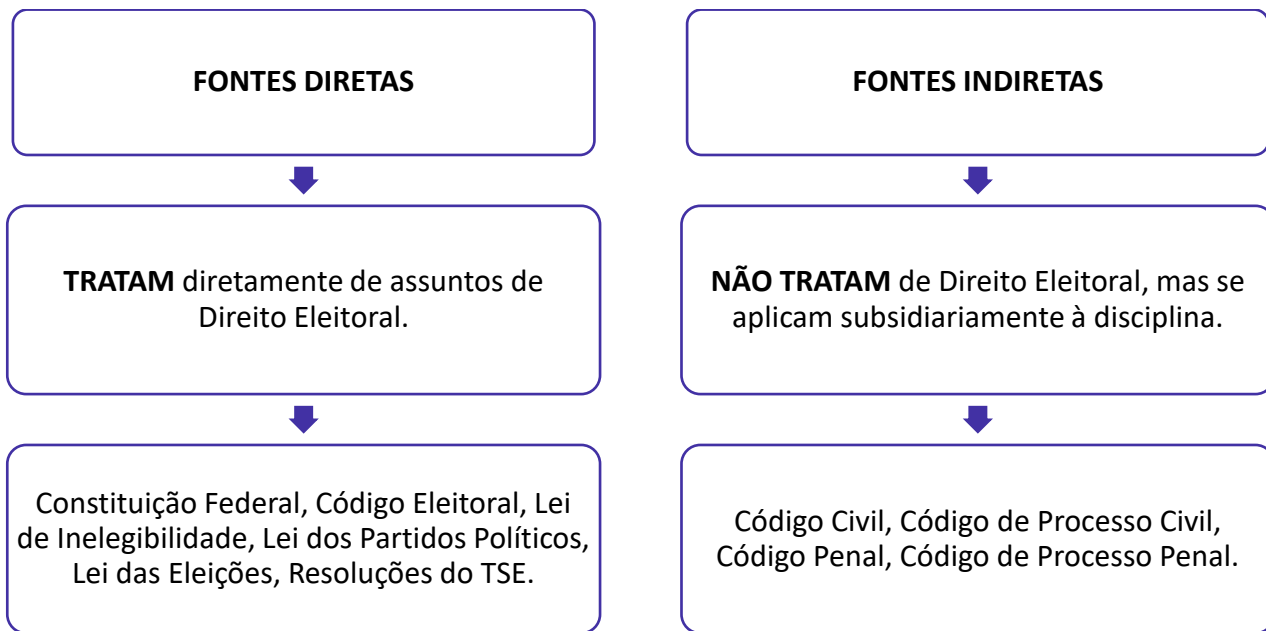 FONTES DIRETAS
TRATAM diretamente de assuntos de
Direito Eleitoral.
Constituição Federal, Código Eleitoral, Lei
de Inelegibilidade, Lei dos Partidos Políticos,
Lei das Eleições, Resoluções do TSE.
FONTES INDIRETAS
NÃO TRATAM de Direito Eleitoral, mas se
aplicam subsidiariamente à disciplina.
Código Civil, Código de Processo Civil,
Código Penal, Código de Processo Penal.